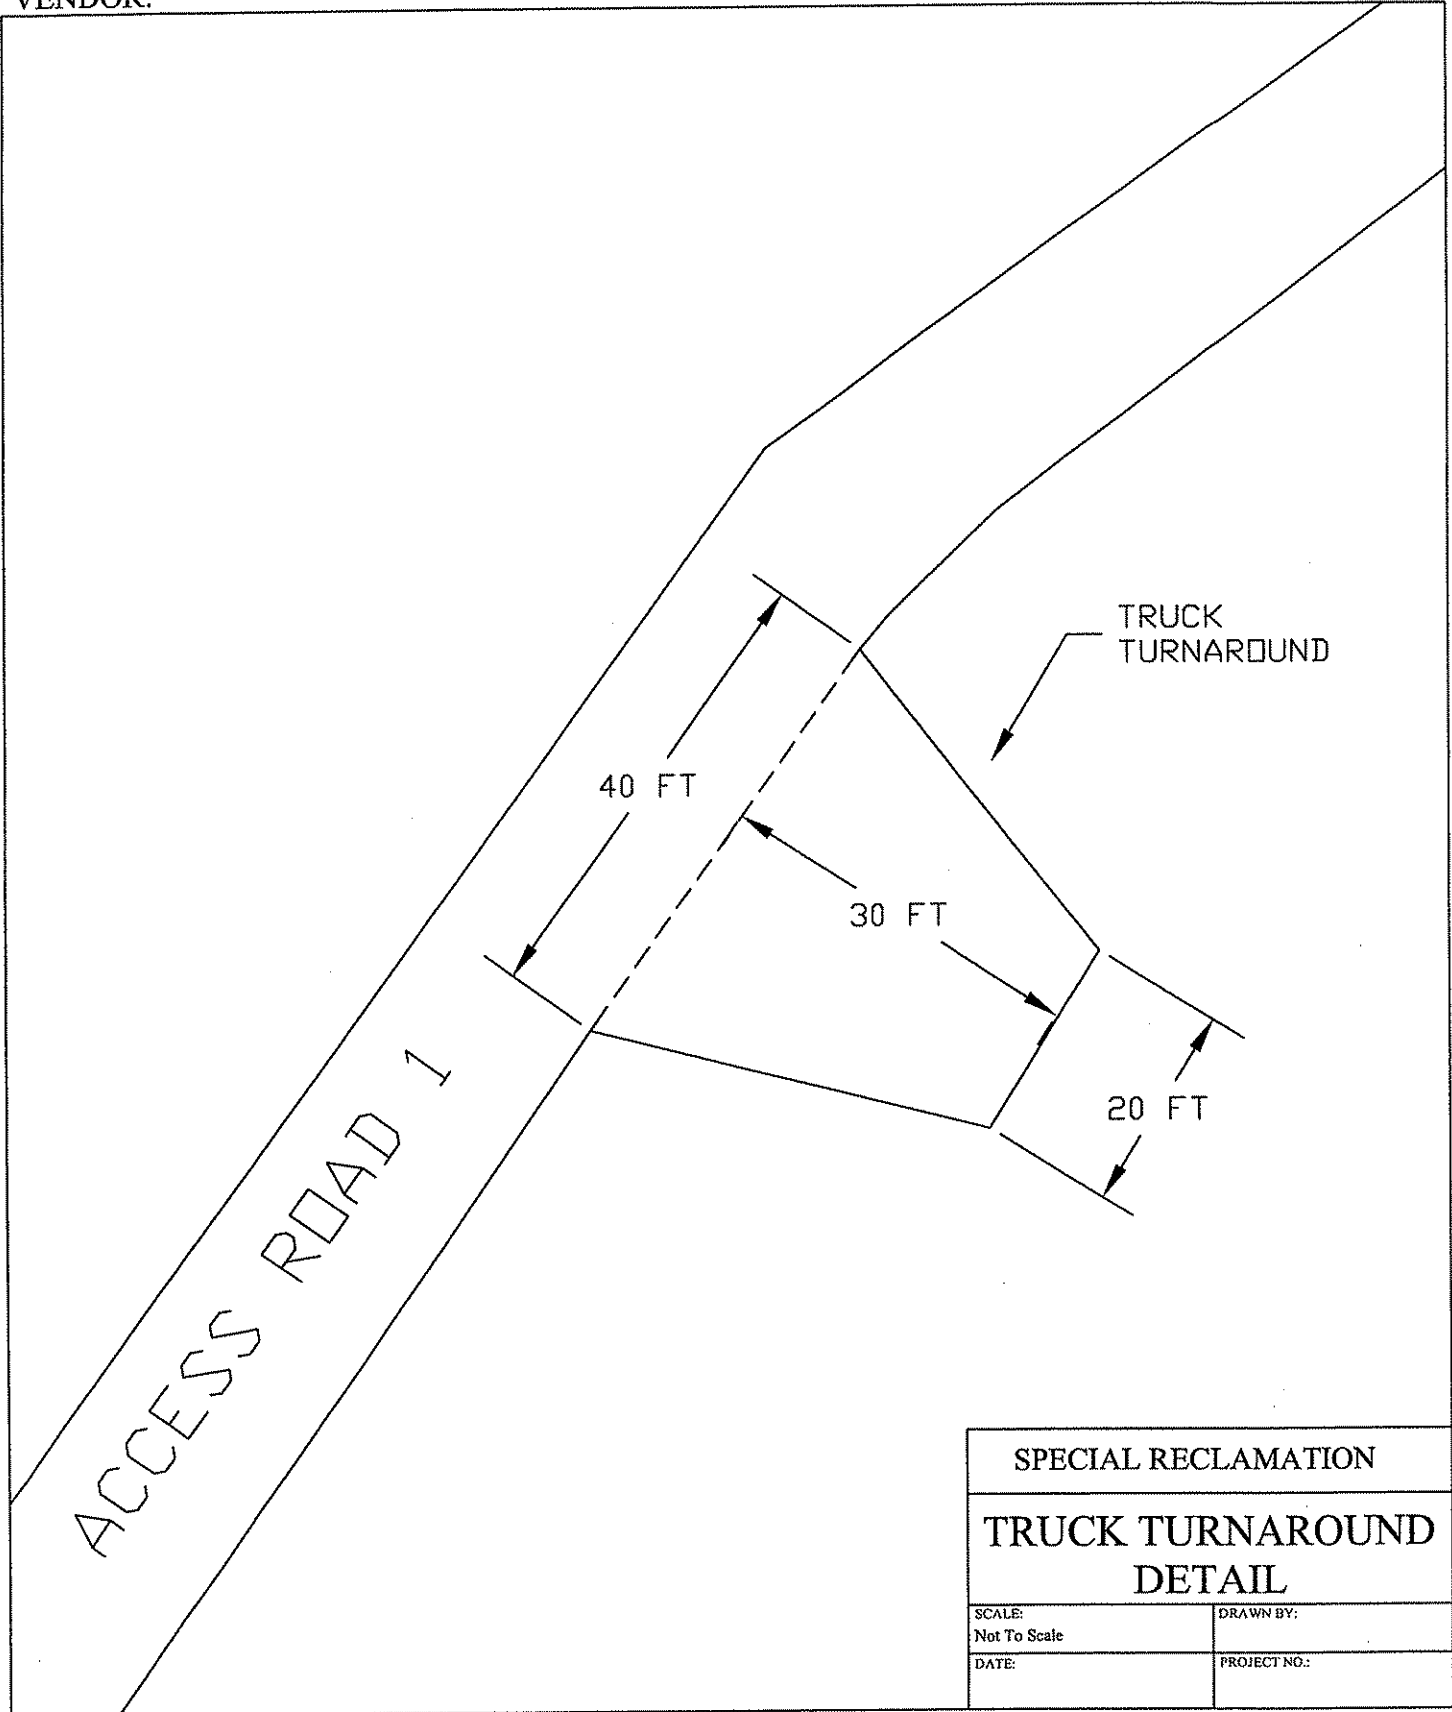 VENDOR:
TRUCK
TURNAROUND
40 FT
30 FT
20 FT
ACCESS ROAD 1
SPECIAL RECLAMATION
TRUCK TURNAROUND
DETAIL
SCALE:
Not To Scale
DRAWN BY:
DATE:
PROJECT NO.: